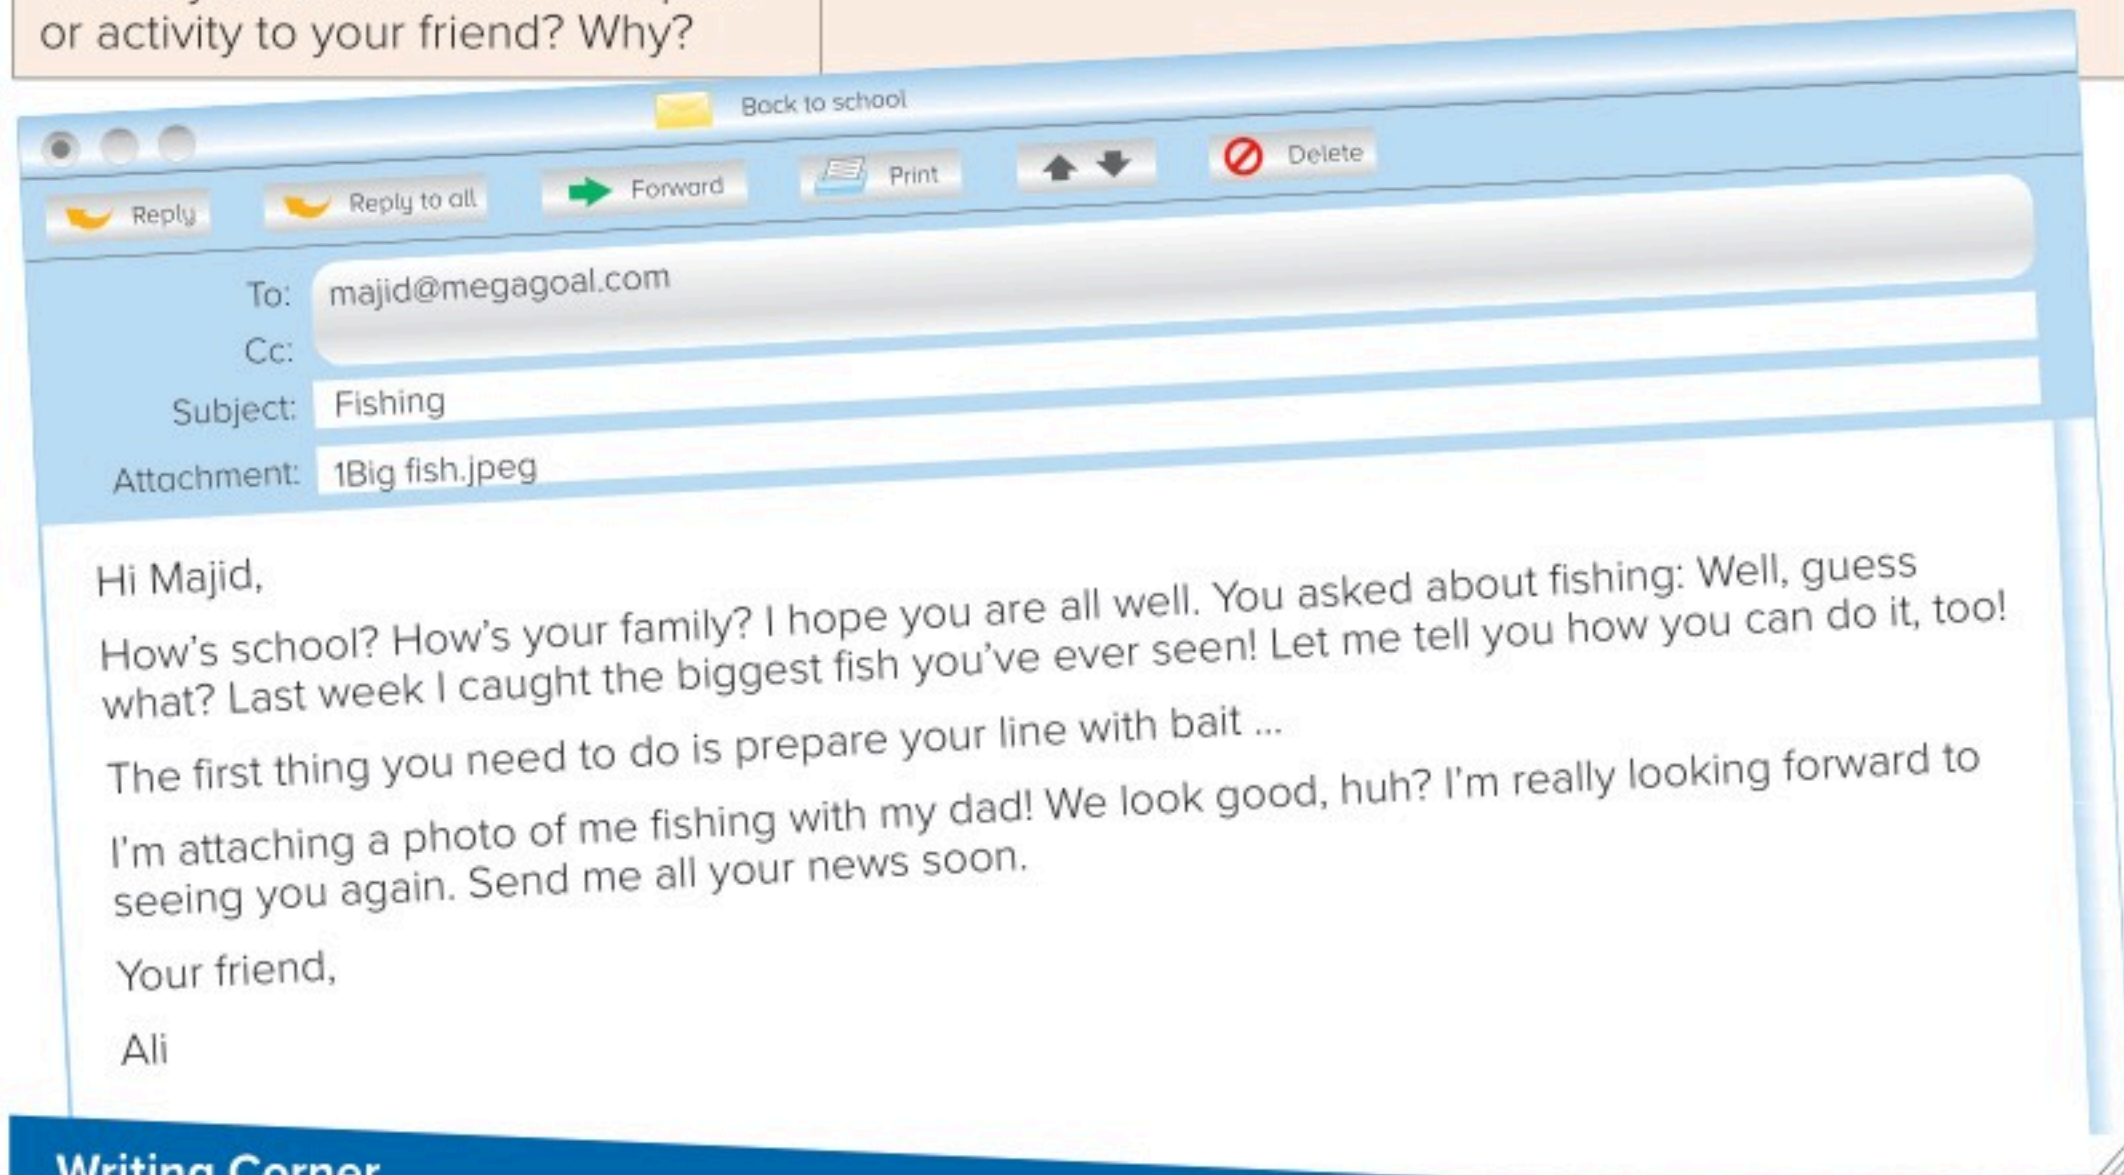 or activity to your friend? Why?
Back to school
Reply
Reply to all
Forward
Print
Delete
To: majid@megagoal.com
Cc:
Subject: Fishing
Attachment: 1Big fish.jpeg
Hi Majid,
How's school? How's your family? I hope you are all well. You asked about fishing: Well, guess
what? Last week I caught the biggest fish you've ever seen! Let me tell you how you can do it, too!
The first thing you need to do is prepare your line with bait ...
I'm attaching a photo of me fishing with my dad! We look good, huh? I'm really looking forward to
seeing you again. Send me all your news soon.
Your friend,
Ali
Writing Corner